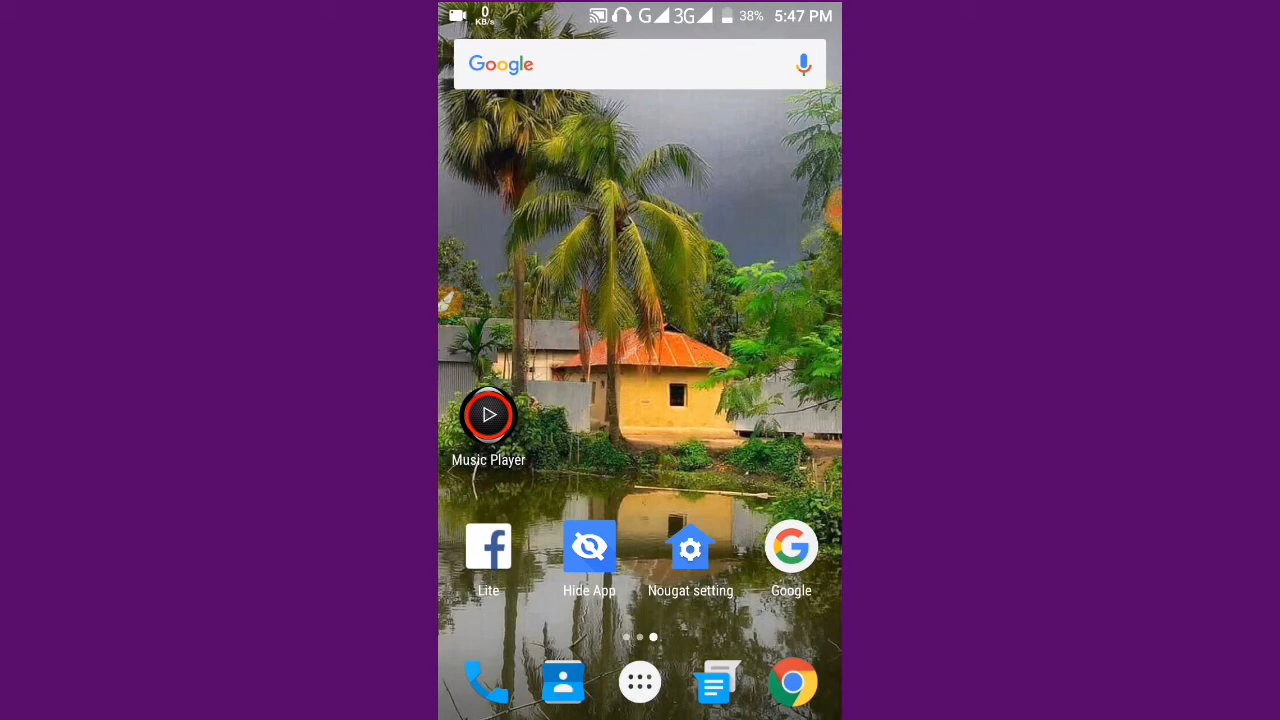 0
KB/s
G 3G 38% 5:47 PM
Google
Music Player
Lite
Hide App
Nougat setting
Google